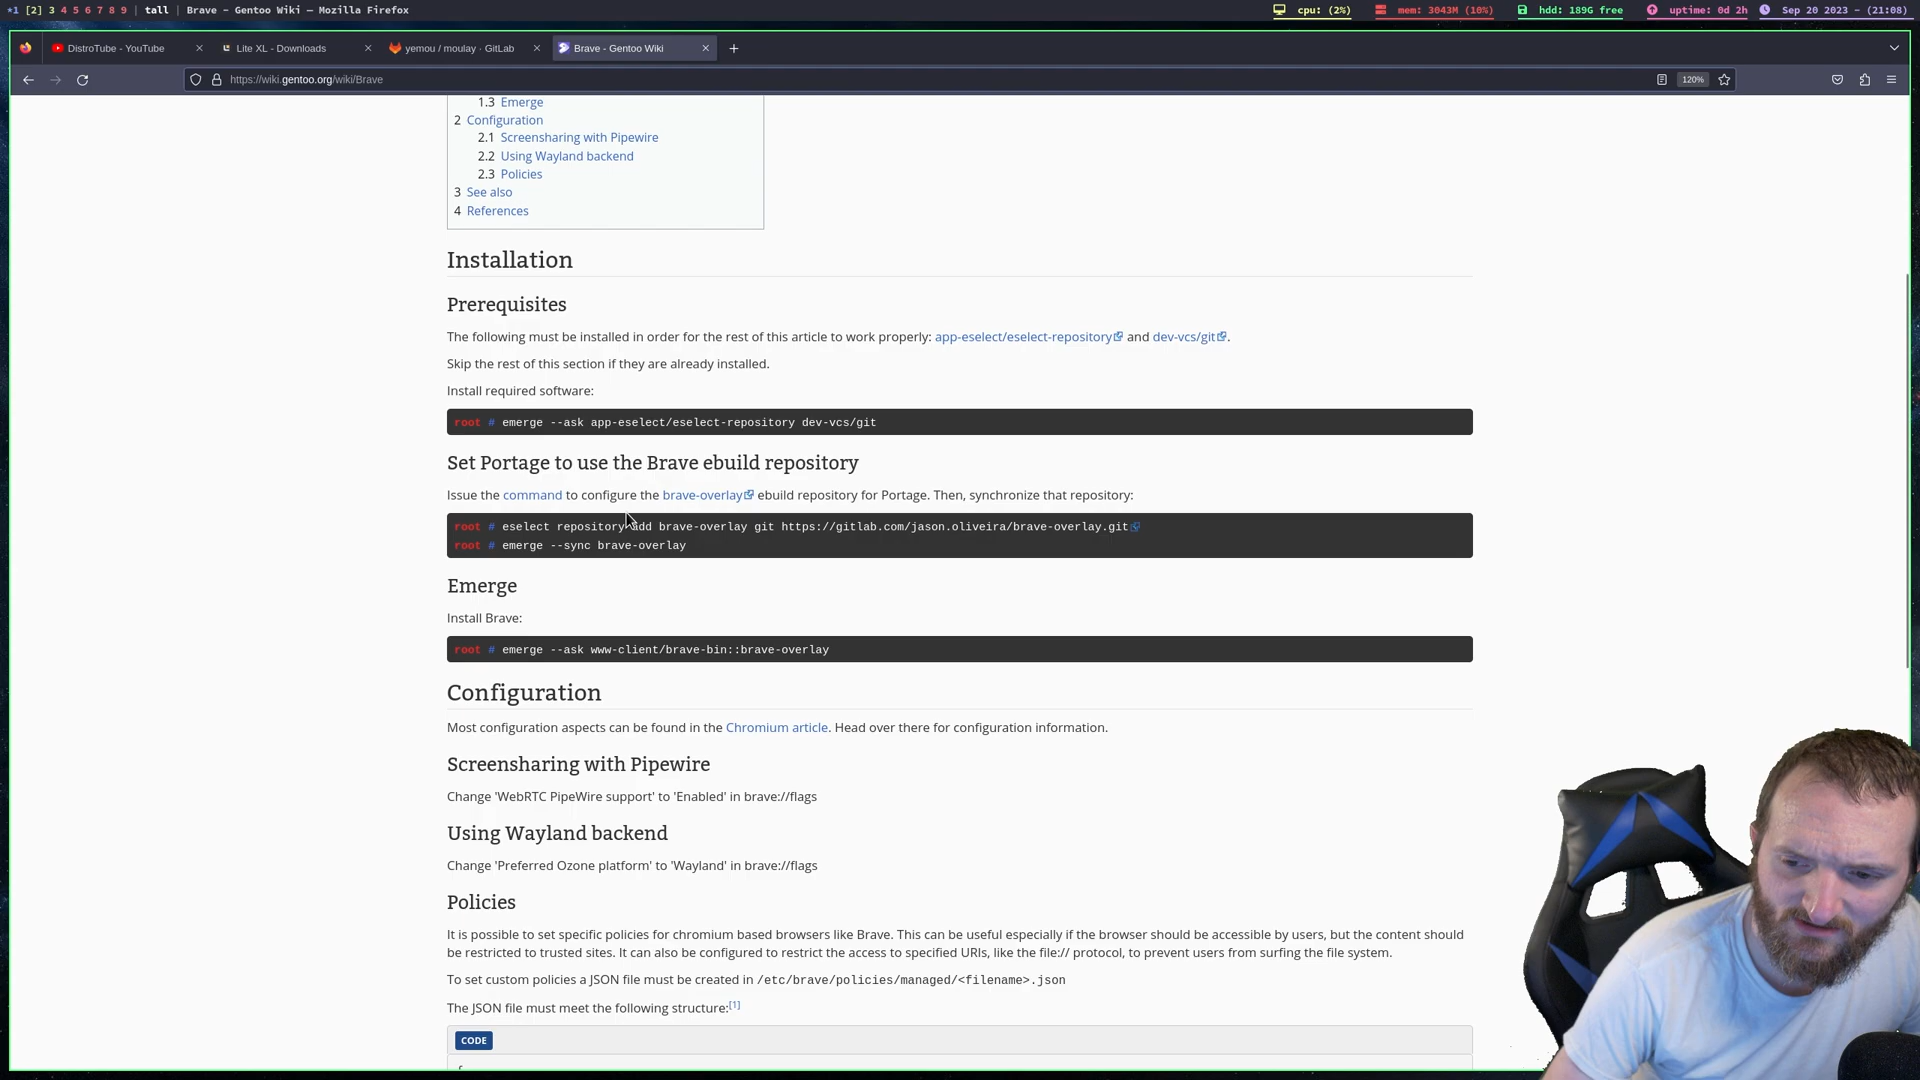 *1 [2] 3 4 5 6 7 8 9 | tall | Brave - Gentoo Wiki — Mozilla Firefox
cpu: (2%) mem: 3043M (10%) hdd: 189G free uptime: 0d 2h Sep 20 2023 - (21:08)
DistroTube - YouTube Lite XL - Downloads yemou / moulay · GitLab Brave - Gentoo Wiki
https://wiki.gentoo.org/wiki/Brave 120%
1.3 Emerge
2 Configuration
2.1 Screensharing with Pipewire
2.2 Using Wayland backend
2.3 Policies
3 See also
4 References
Installation
Prerequisites
The following must be installed in order for the rest of this article to work properly: app-eselect/eselect-repository and dev-vcs/git.
Skip the rest of this section if they are already installed.
Install required software:
root # emerge --ask app-eselect/eselect-repository dev-vcs/git
Set Portage to use the Brave ebuild repository
Issue the command to configure the brave-overlay ebuild repository for Portage. Then, synchronize that repository:
root # eselect repository add brave-overlay git https://gitlab.com/jason.oliveira/brave-overlay.git
root # emerge --sync brave-overlay
Emerge
Install Brave:
root # emerge --ask www-client/brave-bin::brave-overlay
Configuration
Most configuration aspects can be found in the Chromium article. Head over there for configuration information.
Screensharing with Pipewire
Change 'WebRTC PipeWire support' to 'Enabled' in brave://flags
Using Wayland backend
Change 'Preferred Ozone platform' to 'Wayland' in brave://flags
Policies
It is possible to set specific policies for chromium based browsers like Brave. This can be useful especially if the browser should be accessible by users, but the content should
be restricted to trusted sites. It can also be configured to restrict the access to specified URIs, like the file:// protocol, to prevent users from surfing the file system.
To set custom policies a JSON file must be created in /etc/brave/policies/managed/<filename>.json
The JSON file must meet the following structure:[1]
CODE